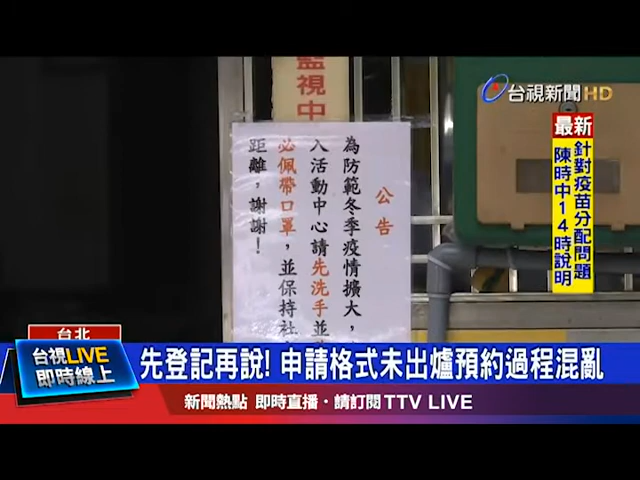 監視中
台視新聞HD
公告
為防範冬季疫情擴大，
入活動中心請先洗手並
必佩帶口罩，並保持社
距離，謝謝！
最新
針對疫苗分配問題
陳時中14時說明
台北
台視LIVE
即時線上
先登記再說! 申請格式未出爐預約過程混亂
新聞熱點 即時直播·請訂閱TTV LIVE